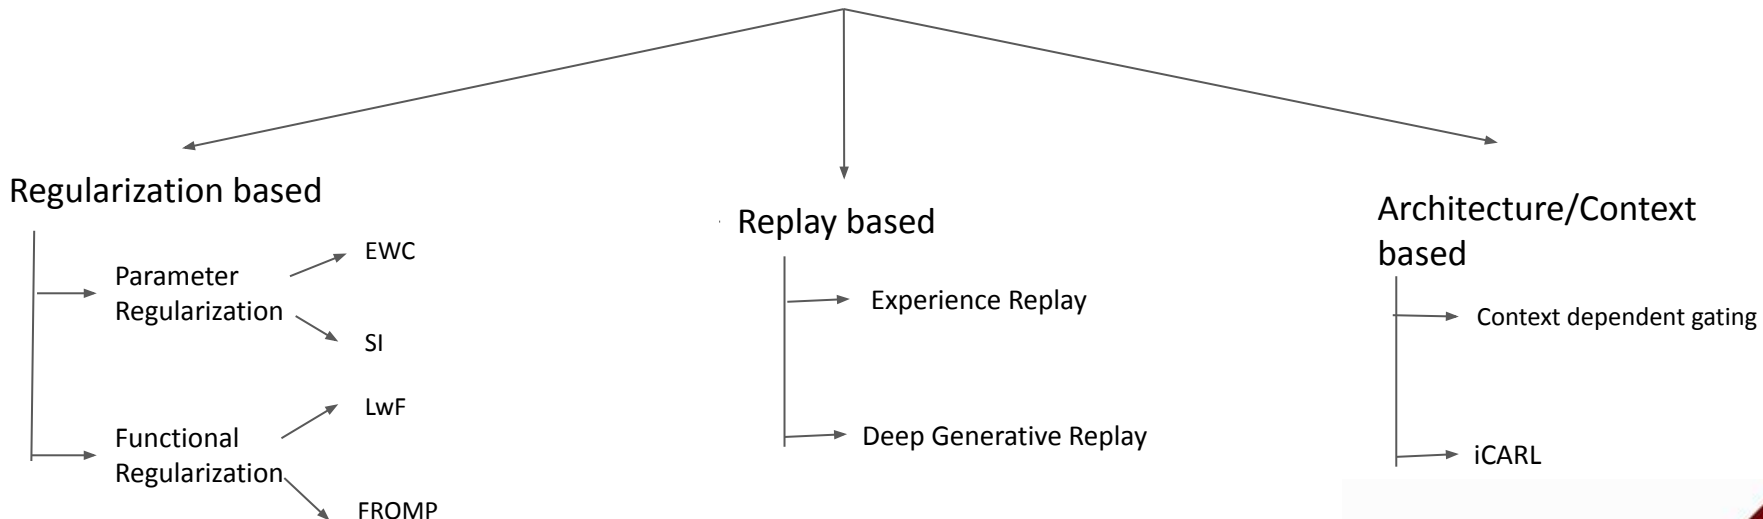 Regularization based
Parameter
Regularization
EWC
SI
Functional
Regularization
LwF
FROMP
Replay based
Experience Replay
Deep Generative Replay
Architecture/Context
based
Context dependent gating
iCARL